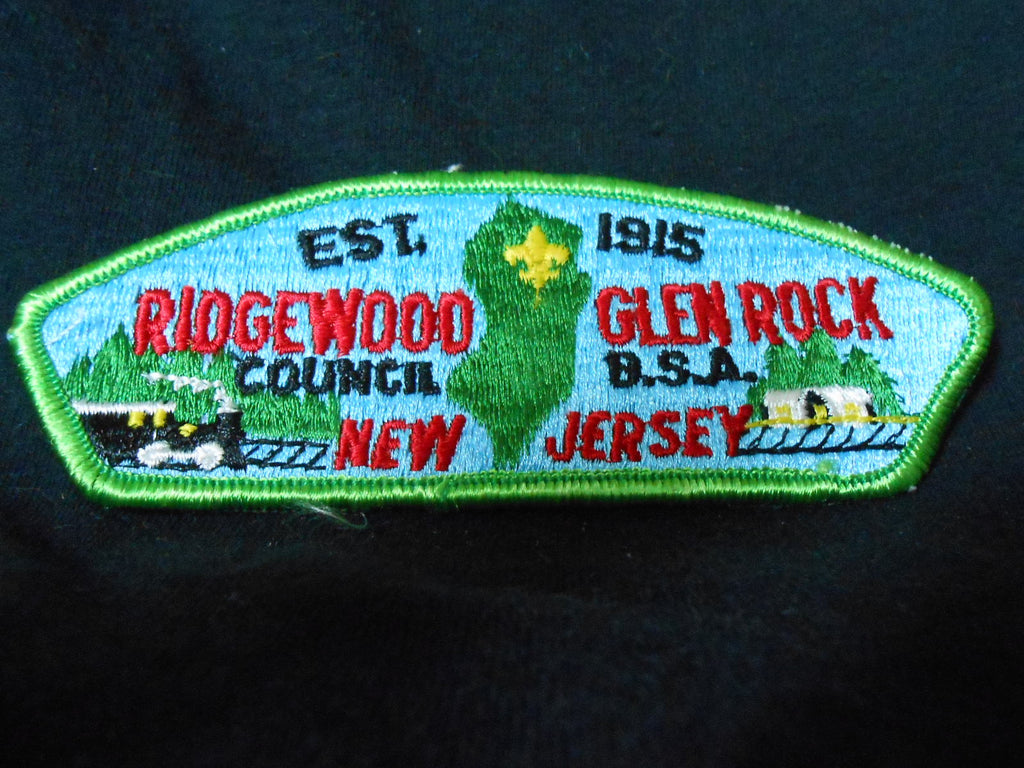 EST. 1915
RIDGEWOOD GLEN ROCK
COUNCIL B.S.A.
NEW JERSEY